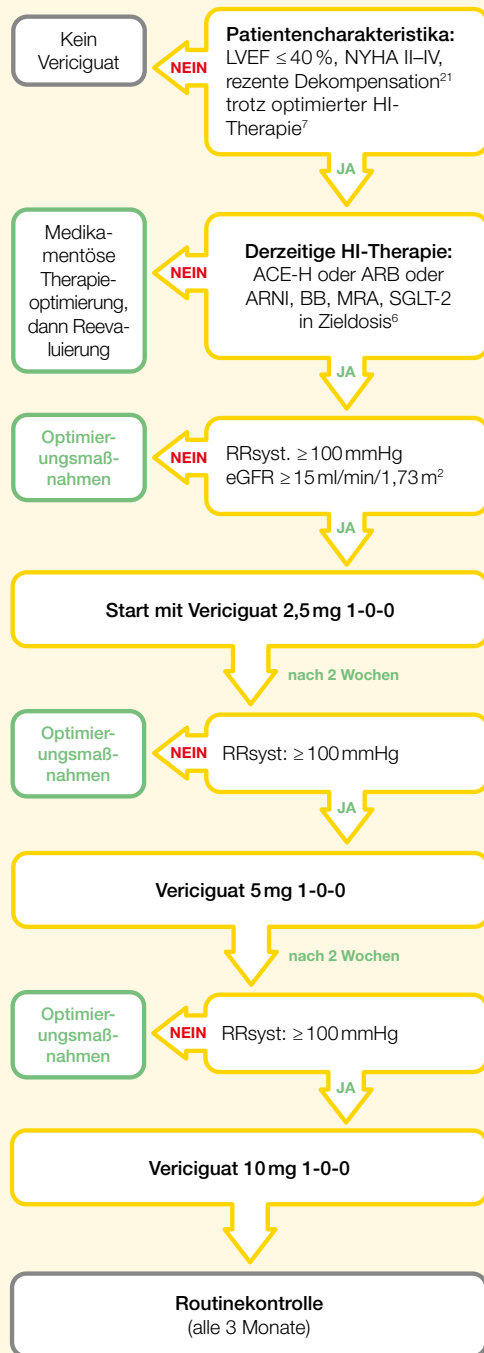 Kein
Vericiguat
NEIN
Patientencharakteristika:
LVEF ≤ 40 %, NYHA II–IV,
rezente Dekompensation²¹
trotz optimierter HI-
Therapie⁷
JA
Medika-
mentöse
Therapie-
optimierung,
dann Reeva-
luierung
NEIN
Derzeitige HI-Therapie:
ACE-H oder ARB oder
ARNI, BB, MRA, SGLT-2
in Zieldosis⁶
JA
Optimier-
ungsmaß-
nahmen
NEIN
RRsyst. ≥ 100 mmHg
eGFR ≥ 15 ml/min/1,73 m²
JA
Start mit Vericiguat 2,5 mg 1-0-0
nach 2 Wochen
Optimier-
ungsmaß-
nahmen
NEIN
RRsyst: ≥ 100 mmHg
JA
Vericiguat 5 mg 1-0-0
nach 2 Wochen
Optimier-
ungsmaß-
nahmen
NEIN
RRsyst: ≥ 100 mmHg
JA
Vericiguat 10 mg 1-0-0
Routinekontrolle
(alle 3 Monate)